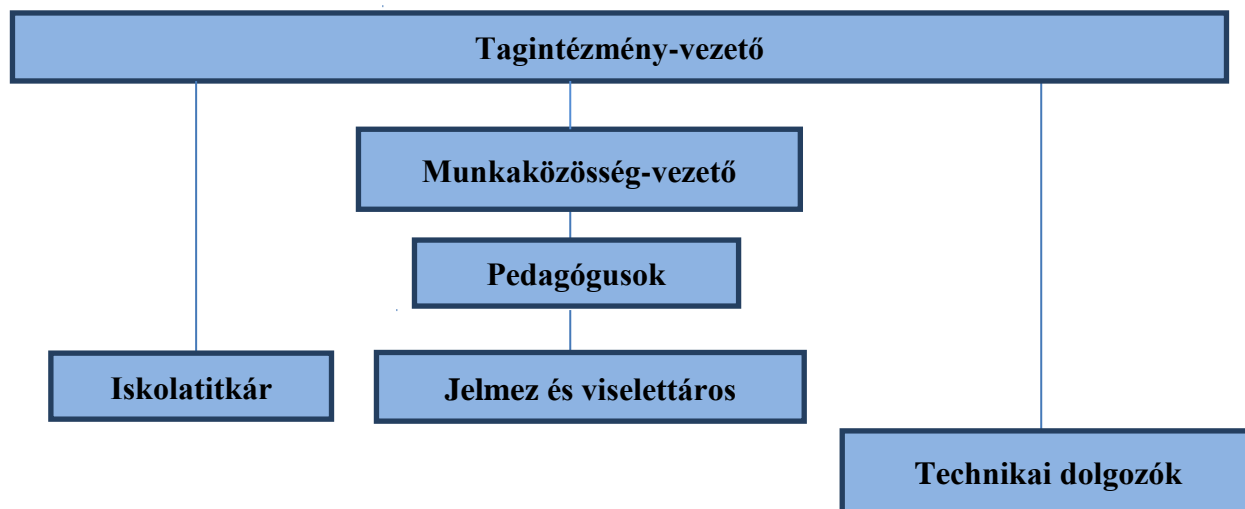 Tagintézmény-vezető
Munkaközösség-vezető
Pedagógusok
Iskolatitkár
Jelmez és viselettáros
Technikai dolgozók